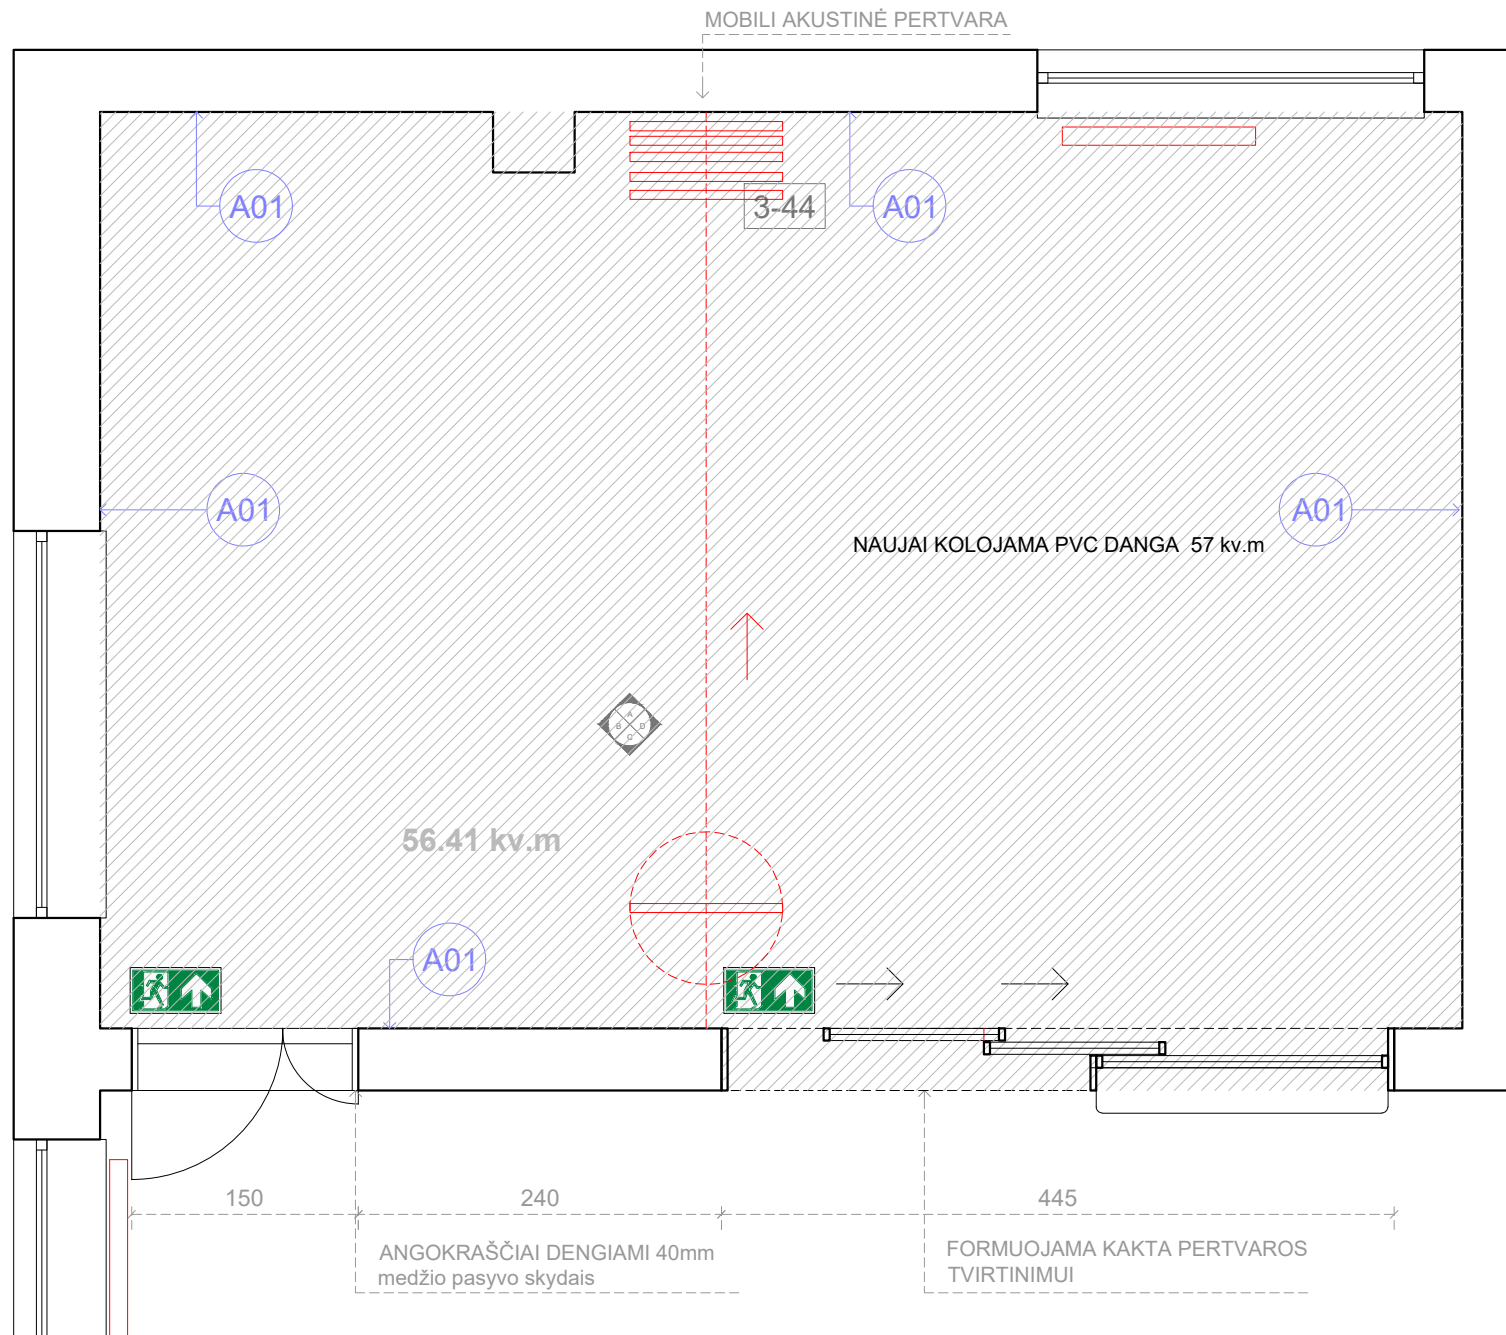 MOBILI AKUSTINĖ PERTVARA
A01
3-44
A01
A01
A01
NAUJAI KOLOJAMA PVC DANGA 57 kv.m
A
B D
C
56.41 kv.m
A01
150
240
445
ANGOKRAŠČIAI DENGIAMI 40mm
medžio pasyvo skydais
FORMUOJAMA KAKTA PERTVAROS
TVIRTINIMUI